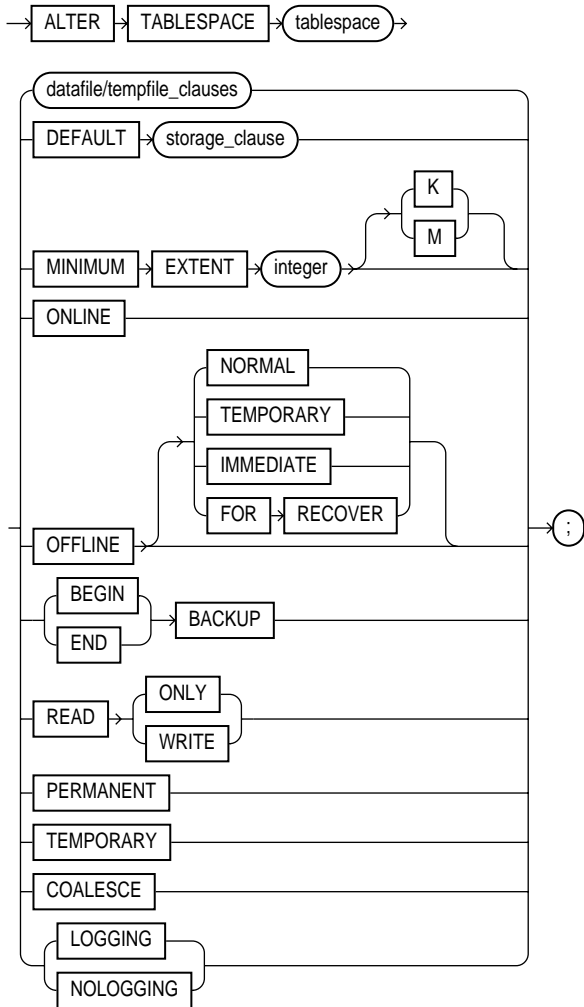 ALTER TABLESPACE tablespace
datafile/tempfile_clauses
DEFAULT storage_clause
K
M
MINIMUM EXTENT integer
ONLINE
NORMAL
TEMPORARY
IMMEDIATE
FOR RECOVER
OFFLINE
;
BEGIN
BACKUP
END
ONLY
READ
WRITE
PERMANENT
TEMPORARY
COALESCE
LOGGING
NOLOGGING